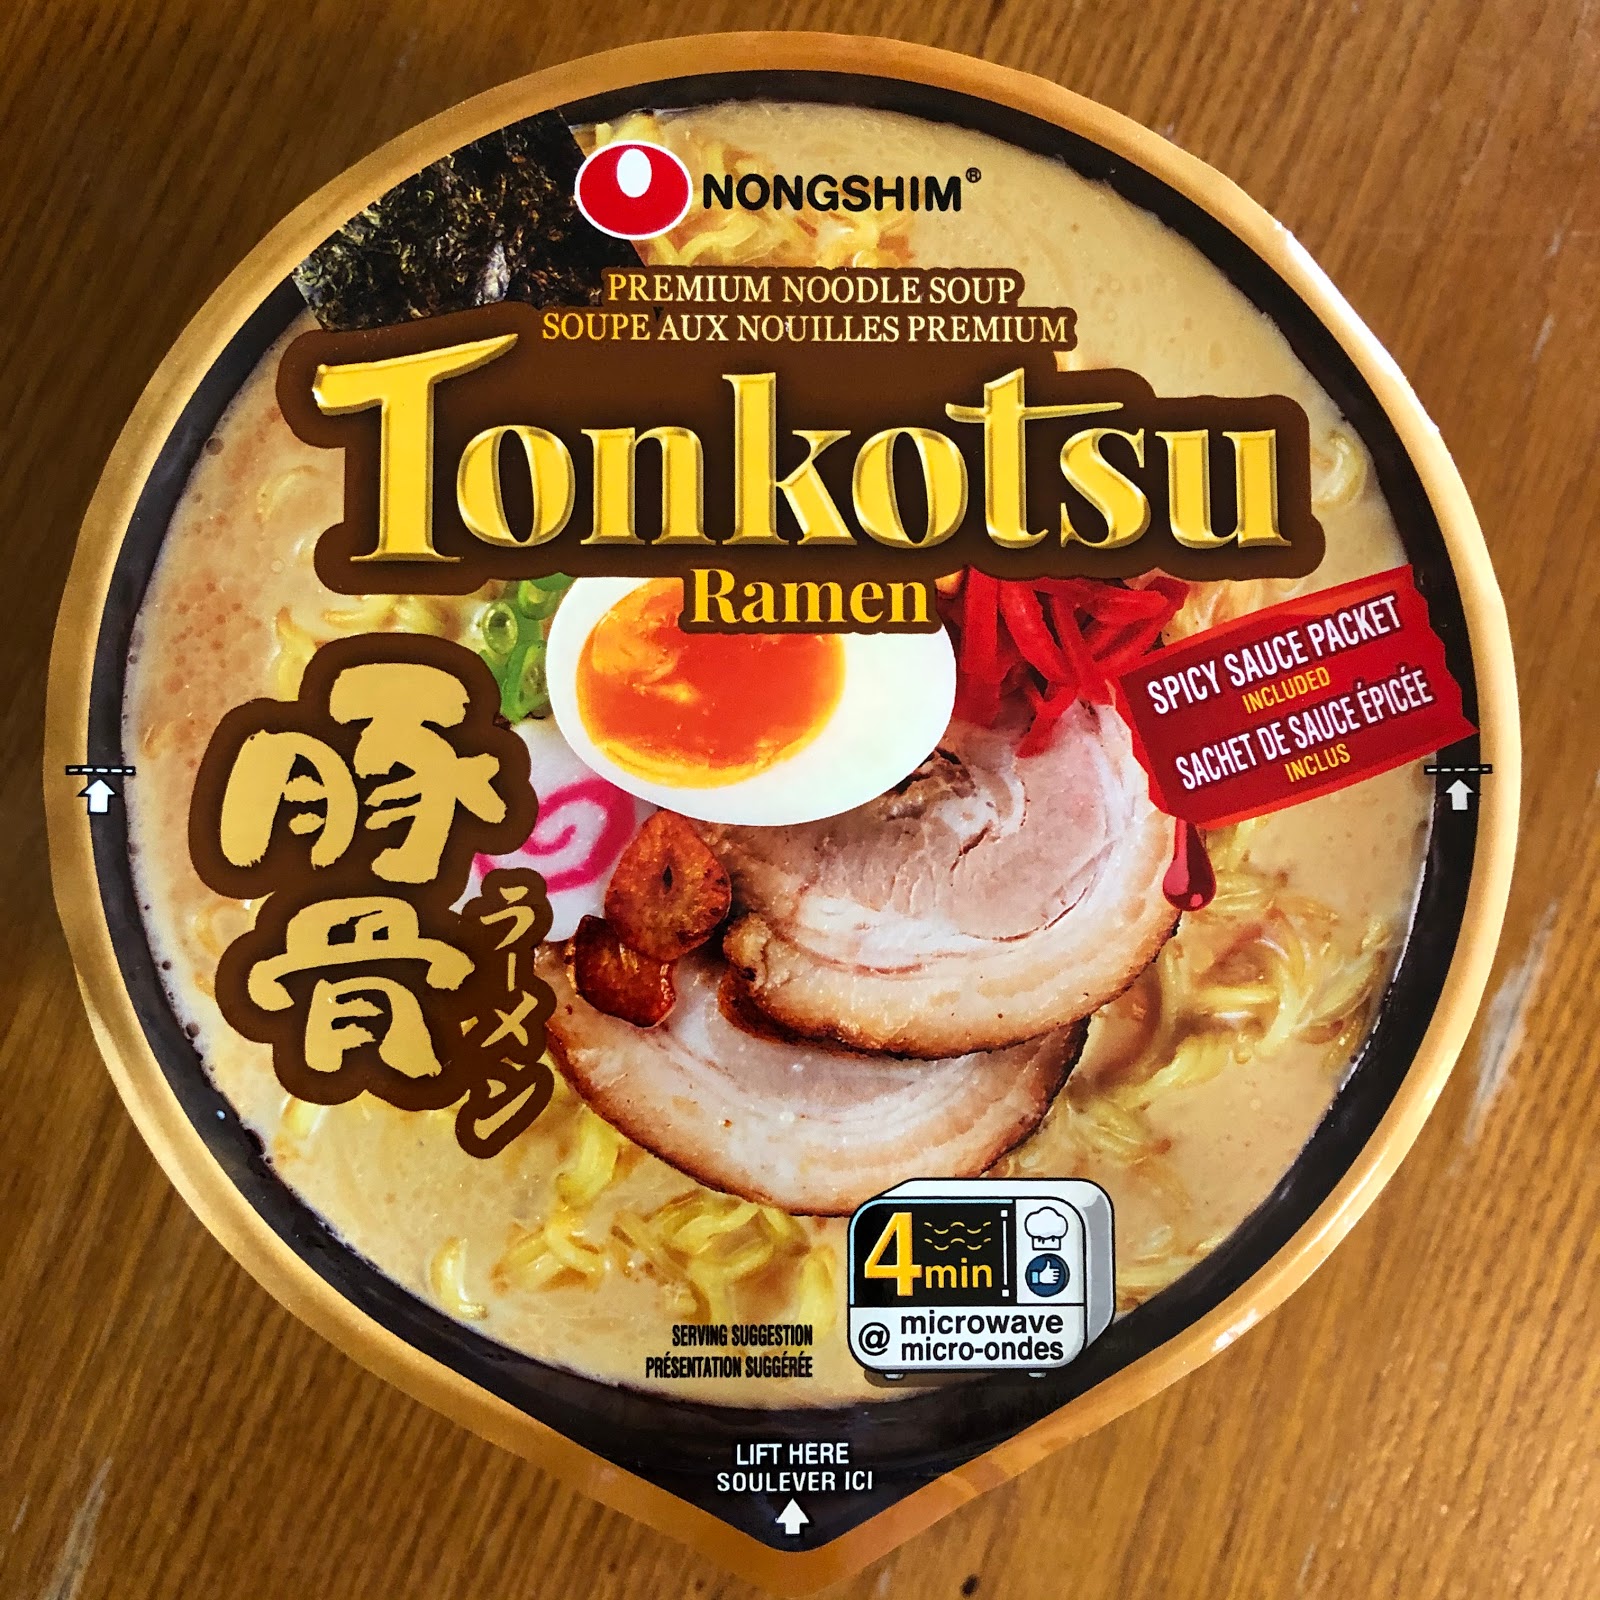 NONGSHIM®
PREMIUM NOODLE SOUP
SOUPE AUX NOUILLES PREMIUM
Tonkotsu
Ramen
SPICY SAUCE PACKET
INCLUDED
SACHET DE SAUCE ÉPICÉE
INCLUS
豚骨
ラーメン
4min
@ microwave
micro-ondes
SERVING SUGGESTION
PRÉSENTATION SUGGÉRÉE
LIFT HERE
SOULEVER ICI